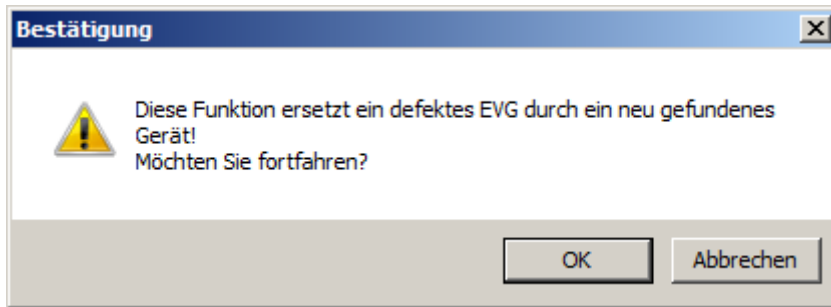 Bestätigung
Diese Funktion ersetzt ein defektes EVG durch ein neu gefundenes
Gerät!
Möchten Sie fortfahren?
OK
Abbrechen